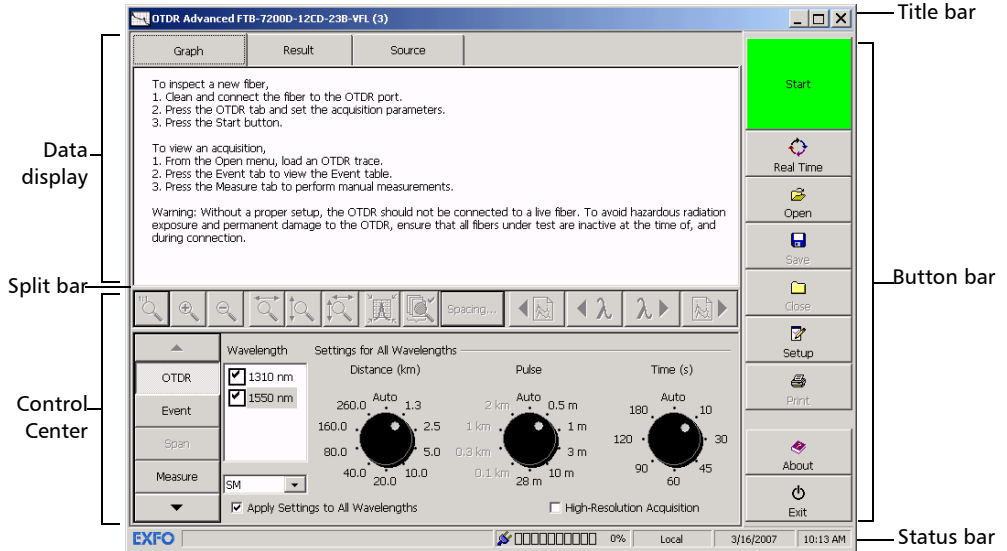 OTDR Advanced FTB-7200D-12CD-23B-VFL (3)
Title bar
Graph
Result
Source
Start
To inspect a new fiber,
1. Clean and connect the fiber to the OTDR port.
2. Press the OTDR tab and set the acquisition parameters.
3. Press the Start button.
To view an acquisition,
1. From the Open menu, load an OTDR trace.
2. Press the Event tab to view the Event table.
3. Press the Measure tab to perform manual measurements.
Warning: Without a proper setup, the OTDR should not be connected to a live fiber. To avoid hazardous radiation
exposure and permanent damage to the OTDR, ensure that all fibers under test are inactive at the time of, and
during connection.
Data
display
Real Time
Open
Save
Close
Setup
Print
About
Exit
Button bar
Split bar
1:1
Spacing...
λ
λ
Control
Center
OTDR
Event
Span
Measure
Wavelength
1310 nm
1550 nm
SM
Settings for All Wavelengths
Distance (km)
Auto
1.3
2.5
5.0
10.0
20.0
40.0
80.0
160.0
260.0
Pulse
Auto
0.5 m
1 m
3 m
10 m
28 m
0.1 km
0.3 km
1 km
2 km
Time (s)
Auto
10
30
45
60
90
120
180
Apply Settings to All Wavelengths
High-Resolution Acquisition
EXFO
0%
Local
3/16/2007
10:13 AM
Status bar